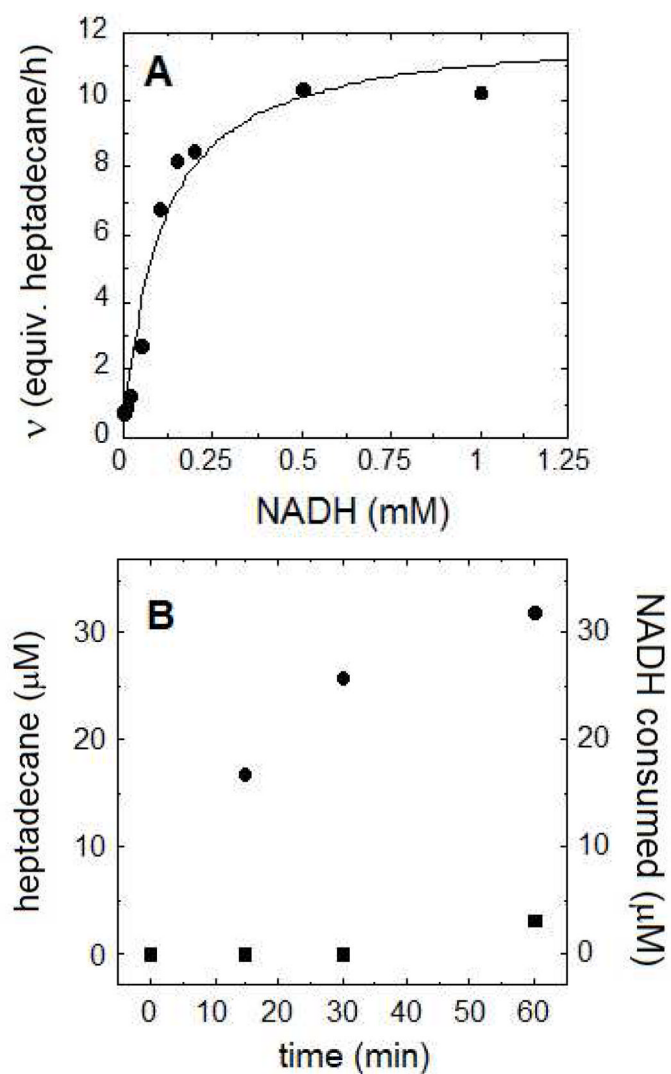 A
ν (equiv. heptadecane/h)
12
10
8
6
4
2
0
0 0.25 0.5 0.75 1 1.25
NADH (mM)
B
heptadecane (μM)
30
20
10
0
NADH consumed (μM)
30
20
10
0
0 10 20 30 40 50 60
time (min)